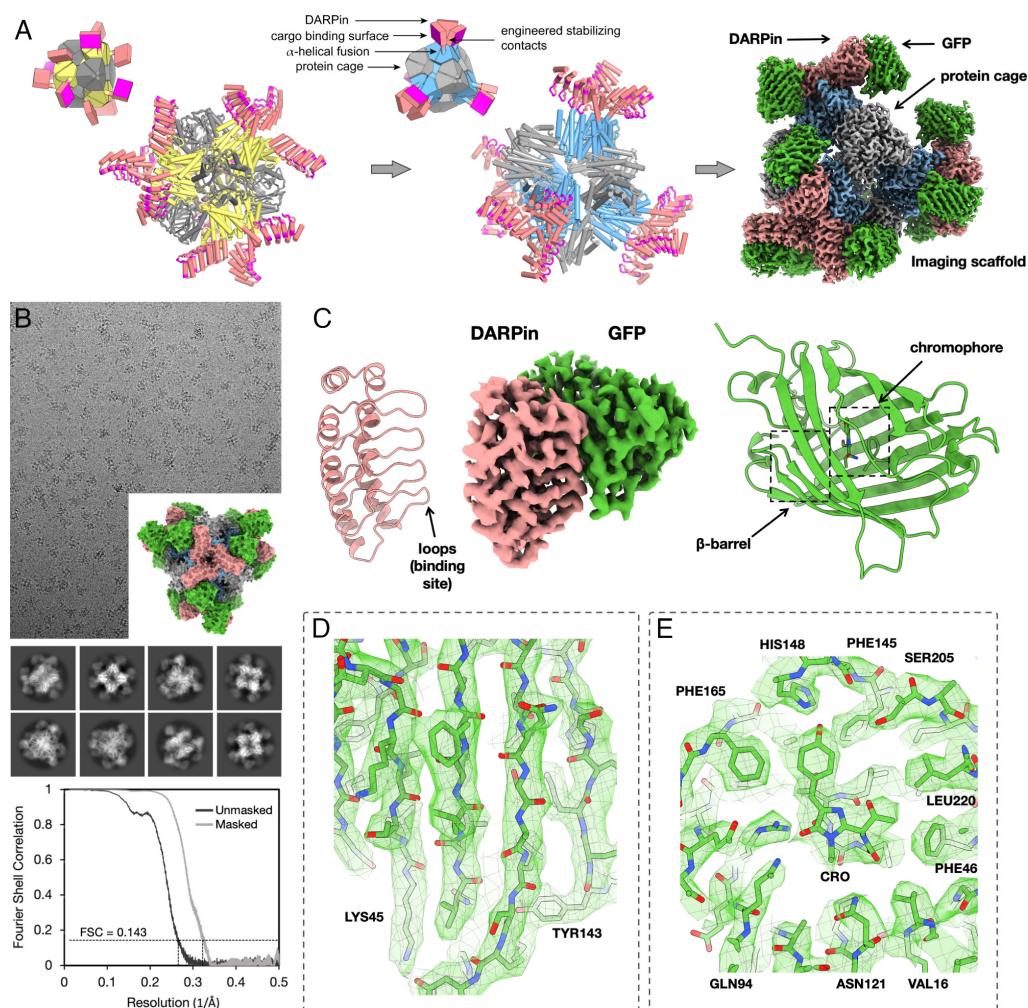 A
DARPin
cargo binding surface
α-helical fusion
protein cage
engineered stabilizing
contacts
DARPin
GFP
protein cage
Imaging scaffold
B
Fourier Shell Correlation
1
0.8
0.6
0.4
0.2
0
Unmasked
Masked
FSC = 0.143
0 0.1 0.2 0.3 0.4 0.5
Resolution (1/Å)
C
DARPin
GFP
loops
(binding
site)
chromophore
β-barrel
D
LYS45
TYR143
E
HIS148
PHE145
SER205
PHE165
LEU220
PHE46
CRO
GLN94
ASN121
VAL16